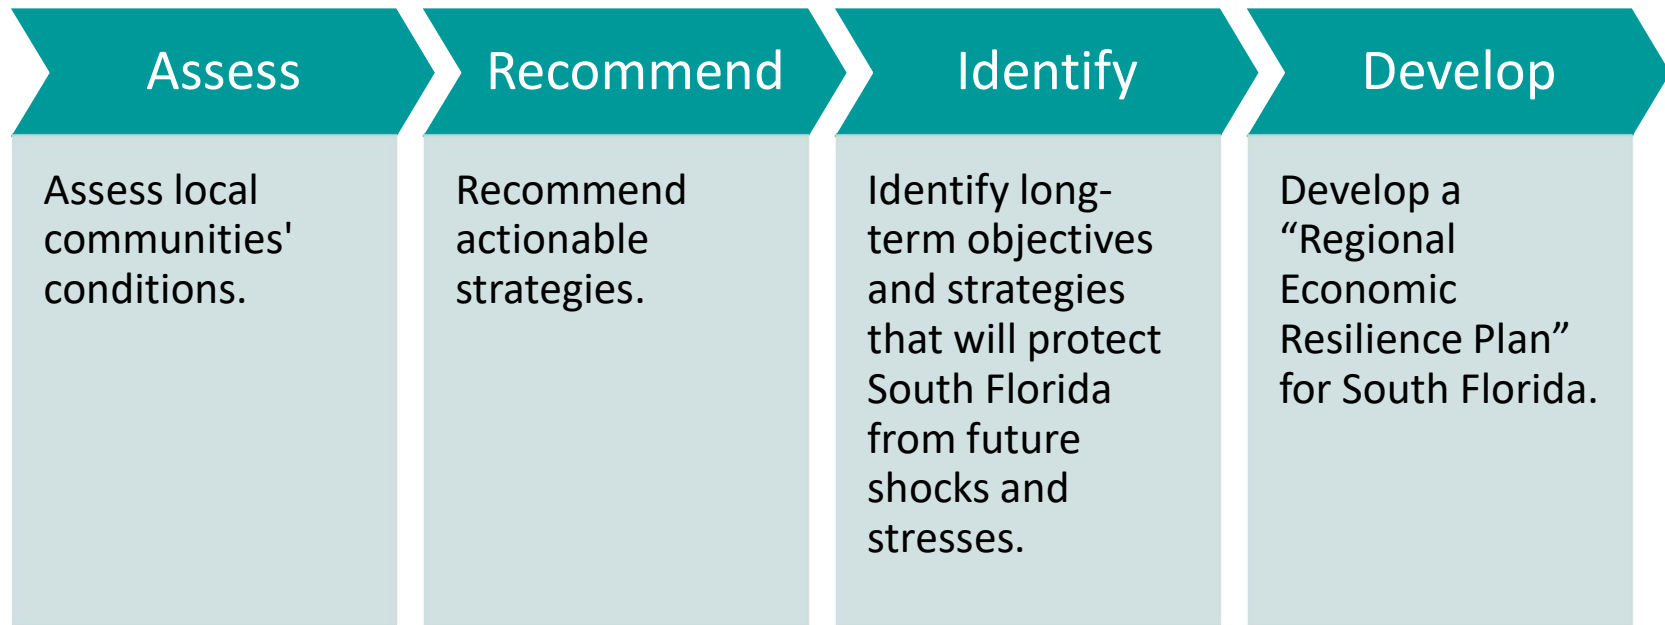 Assess
Assess local
communities'
conditions.
Recommend
Recommend
actionable
strategies.
Identify
Identify long-
term objectives
and strategies
that will protect
South Florida
from future
shocks and
stresses.
Develop
Develop a
“Regional
Economic
Resilience Plan”
for South Florida.